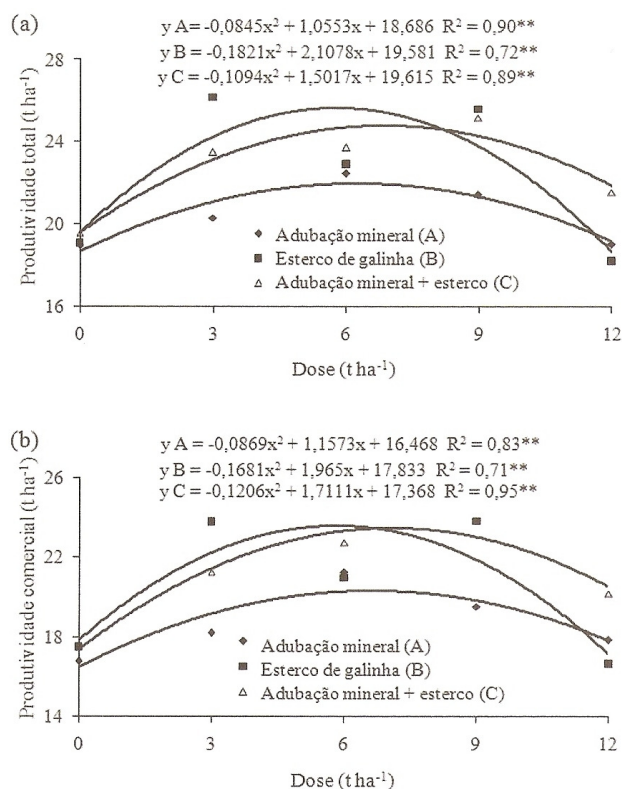 (a)
y A = -0,0845x² + 1,0553x + 18,686 R² = 0,90**
y B = -0,1821x² + 2,1078x + 19,581 R² = 0,72**
y C = -0,1094x² + 1,5017x + 19,615 R² = 0,89**
Produtividade total (t ha⁻¹)
28
24
20
16
Adubação mineral (A)
Esterco de galinha (B)
Adubação mineral + esterco (C)
0 3 6 9 12
Dose (t ha⁻¹)
(b)
y A = -0,0869x² + 1,1573x + 16,468 R² = 0,83**
y B = -0,1681x² + 1,965x + 17,833 R² = 0,71**
y C = -0,1206x² + 1,7111x + 17,368 R² = 0,95**
Produtividade comercial (t ha⁻¹)
26
22
18
14
Adubação mineral (A)
Esterco de galinha (B)
Adubação mineral + esterco (C)
0 3 6 9 12
Dose (t ha⁻¹)